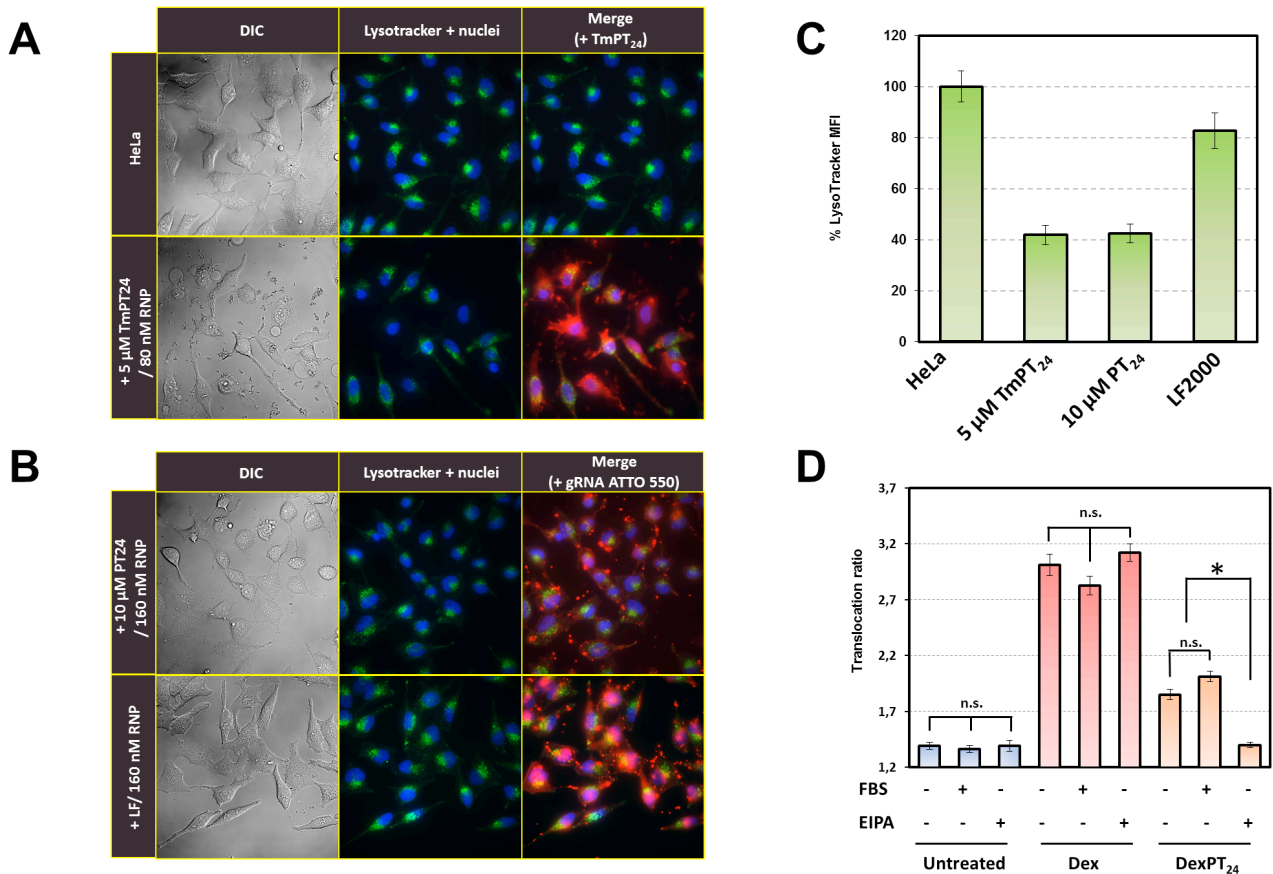 A
DIC
Lysotracker + nuclei
Merge
(+ TmPT24)
HeLa
+ 5 µM TmPT24
/ 80 nM RNP
B
DIC
Lysotracker + nuclei
Merge
(+ gRNA ATTO 550)
+ 10 µM PT24
/ 160 nM RNP
+ LF/ 160 nM RNP
C
% LysoTracker MFI
120
100
80
60
40
20
0
HeLa
5 µM TmPT24
10 µM PT24
LF2000
D
Translocation ratio
3,7
3,2
2,7
2,2
1,7
1,2
n.s.
n.s.
n.s.
*
FBS - + - - + - - + -
EIPA - - + - - + - - +
Untreated Dex DexPT24